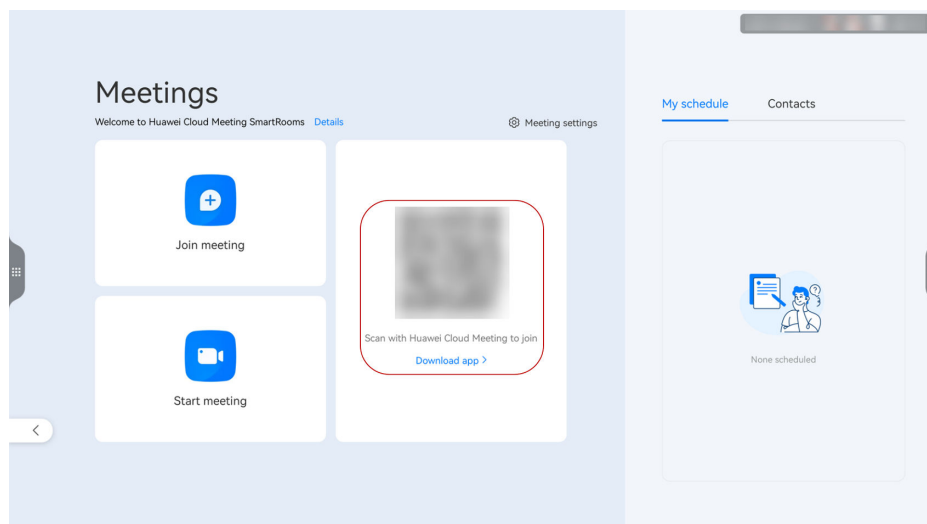 Meetings
Welcome to Huawei Cloud Meeting SmartRooms Details
Meeting settings
Join meeting
Start meeting
Scan with Huawei Cloud Meeting to join
Download app >
My schedule Contacts
None scheduled